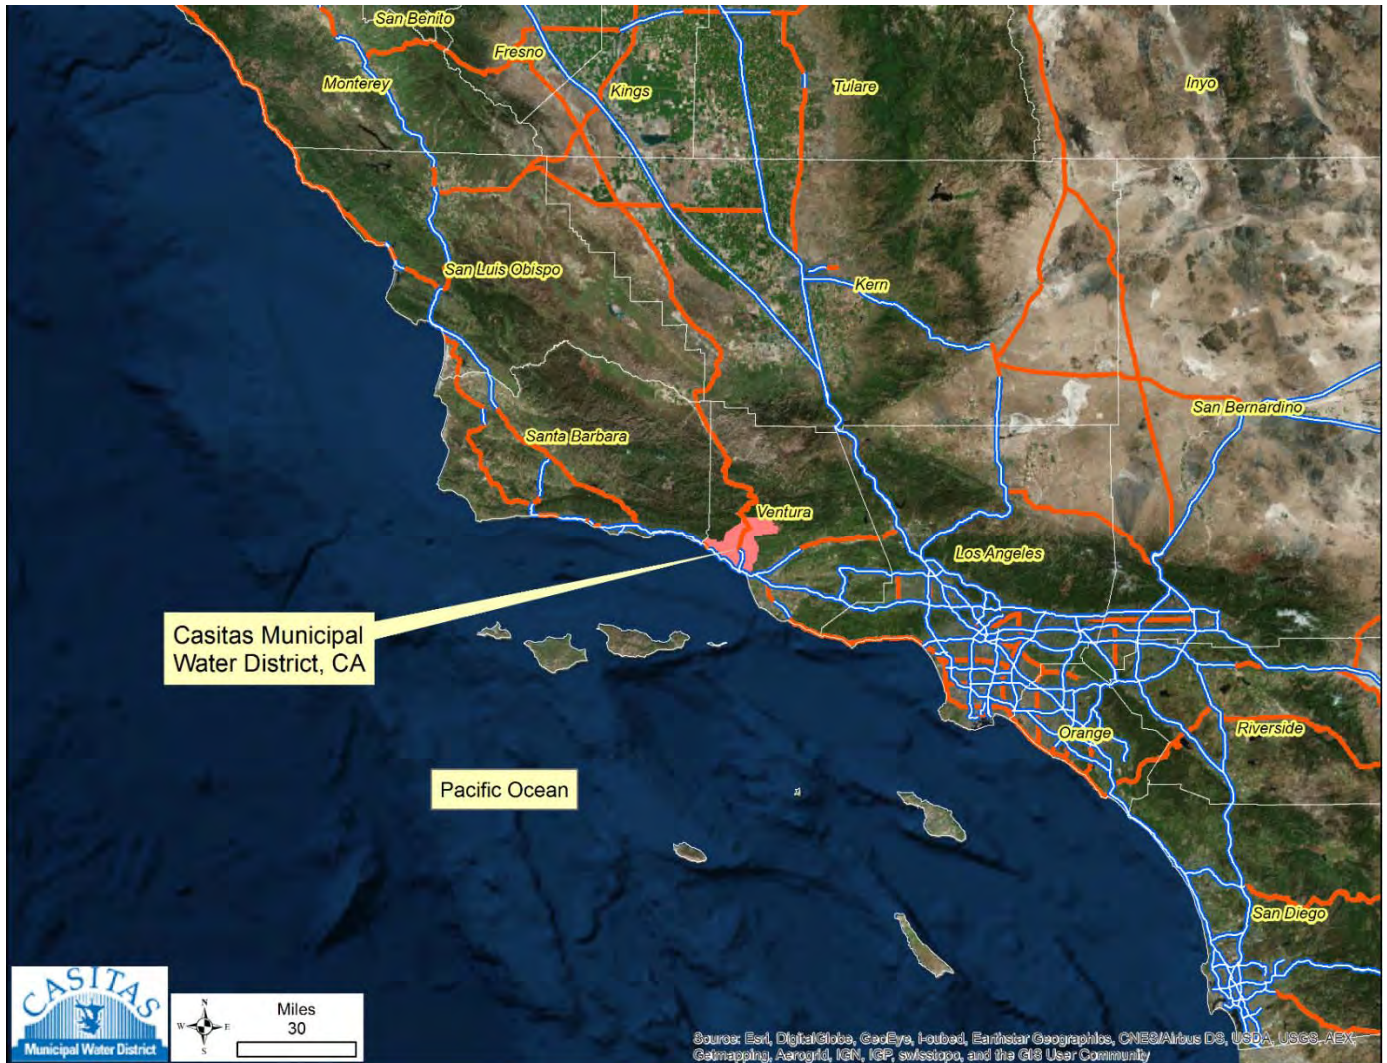 San Benito
Fresno
Monterey
Kings
Tulare
Inyo
San Luis Obispo
Kern
San Bernardino
Santa Barbara
Ventura
Los Angeles
Casitas Municipal
Water District, CA
Orange
Riverside
Pacific Ocean
San Diego
CASITAS
Municipal Water District
N
W E
S
Miles
30
Source: Esri, DigitalGlobe, GeoEye, i-cubed, Earthstar Geographics, CNES/Airbus DS, USDA, USGS, AEX,
Getmapping, Aerogrid, IGN, IGP, swisstopo, and the GIS User Community